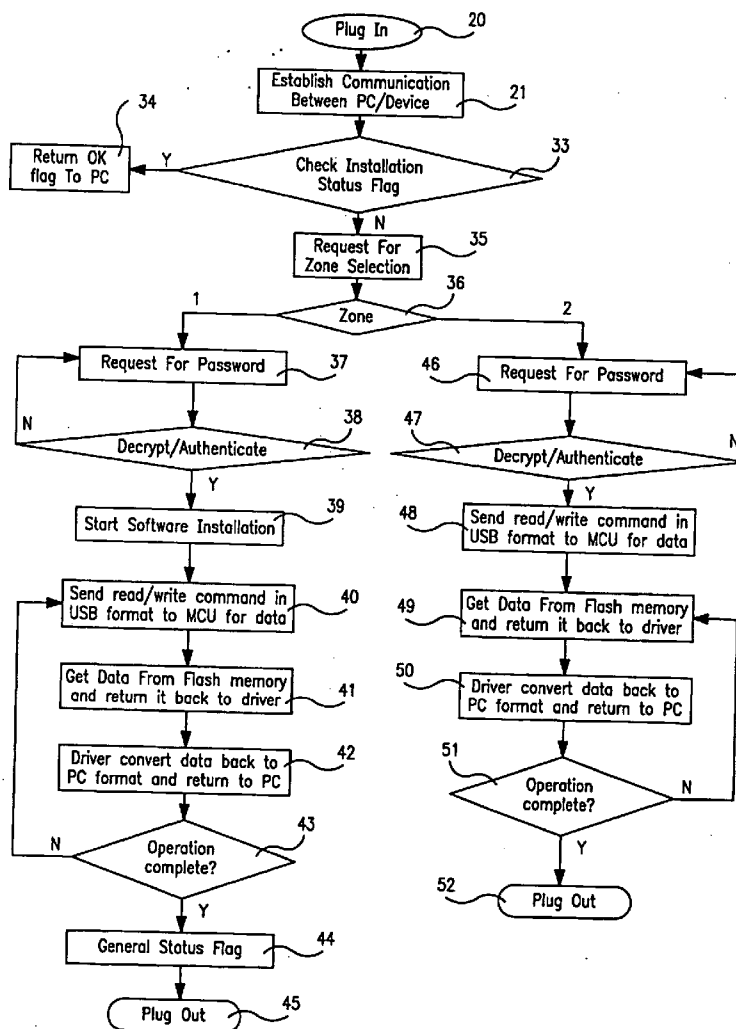 Plug In
20
Establish Communication
Between PC/Device
21
34
Return OK
flag To PC
Y
Check Installation
Status Flag
33
N
Request For
Zone Selection
35
36
1
Zone
2
Request For Password
37
46
Request For Password
N
Decrypt/Authenticate
38
47
Decrypt/Authenticate
N
Y
Y
Start Software Installation
39
48
Send read/write command in
USB format to MCU for data
Send read/write command in
USB format to MCU for data
40
49
Get Data From Flash memory
and return it back to driver
Get Data From Flash memory
and return it back to driver
41
50
Driver convert data back to
PC format and return to PC
Driver convert data back to
PC format and return to PC
42
51
Operation
complete?
N
N
Operation
complete?
43
Y
Y
52
Plug Out
General Status Flag
44
Plug Out
45